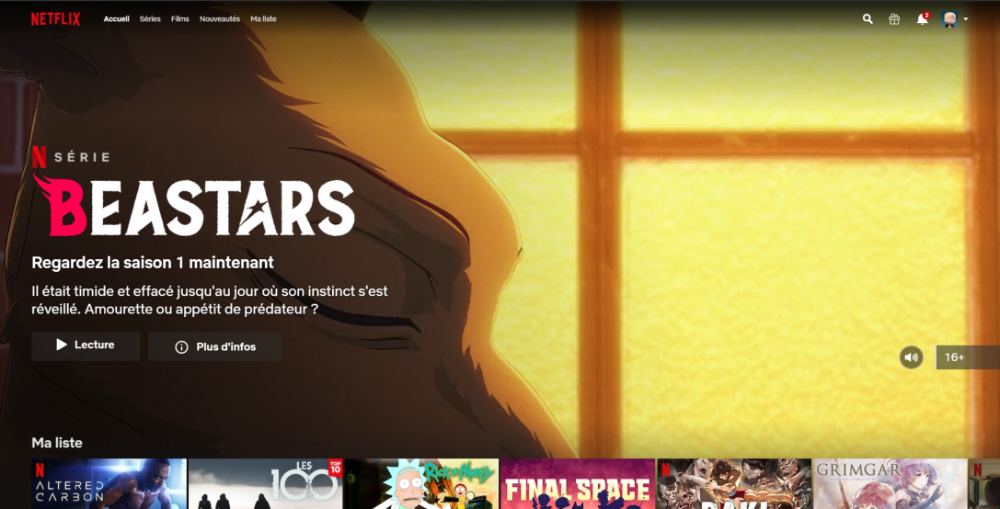 NETFLIX Accueil Séries Films Nouveautés Ma liste 2
N SÉRIE
BEASTARS
Regardez la saison 1 maintenant
Il était timide et effacé jusqu'au jour où son instinct s'est
réveillé. Amourette ou appétit de prédateur ?
Lecture Plus d'infos
16+
Ma liste
N
ALTERED
CARBON
LES
100
TOP
10
RICK AND MORTY
FINAL SPACE
N
BAKI
GRIMGAR
N